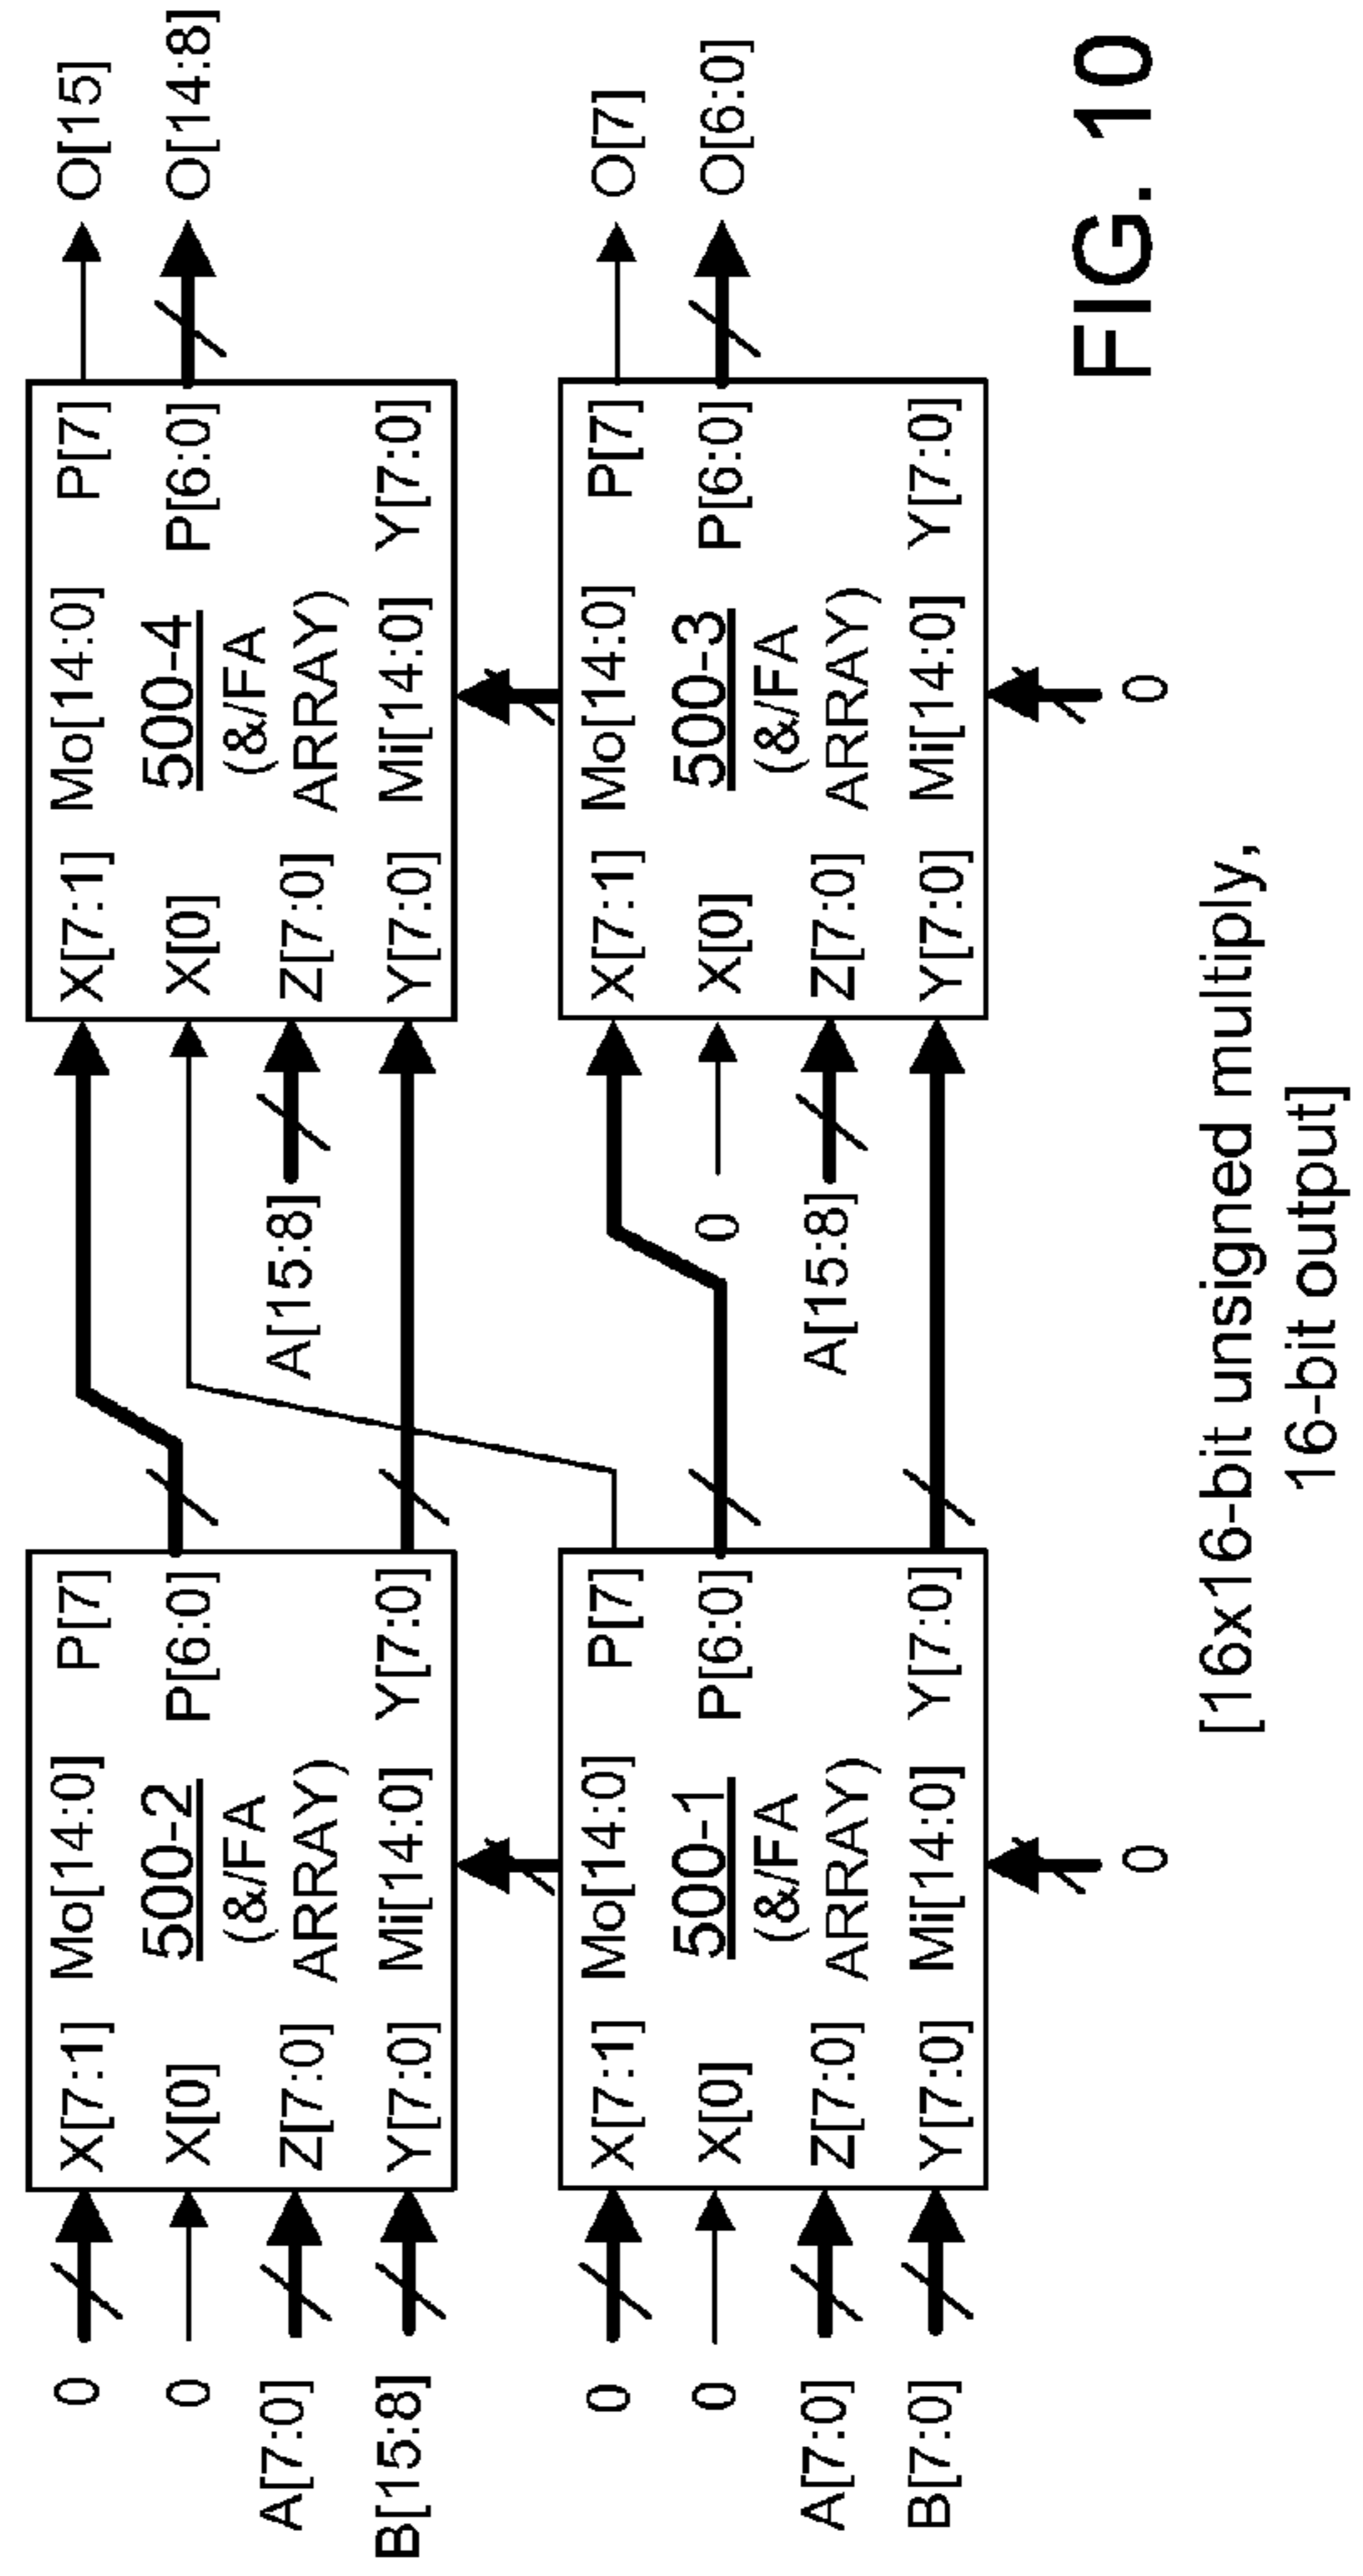 0
0
A[7:0]
B[15:8]
X[7:1] Mo[14:0] P[7]
X[0] 500-2 P[6:0]
(&/FA
Z[7:0] ARRAY)
Y[7:0] Mi[14:0] Y[7:0]
A[15:8]
X[7:1] Mo[14:0] P[7]
X[0] 500-4 P[6:0]
(&/FA
Z[7:0] ARRAY)
Y[7:0] Mi[14:0] Y[7:0]
O[15]
O[14:8]
0
0
A[7:0]
B[7:0]
X[7:1] Mo[14:0] P[7]
X[0] 500-1 P[6:0]
(&/FA
Z[7:0] ARRAY)
Y[7:0] Mi[14:0] Y[7:0]
0
0
A[15:8]
X[7:1] Mo[14:0] P[7]
X[0] 500-3 P[6:0]
(&/FA
Z[7:0] ARRAY)
Y[7:0] Mi[14:0] Y[7:0]
0
O[7]
O[6:0]
[16x16-bit unsigned multiply,
16-bit output]
FIG. 10